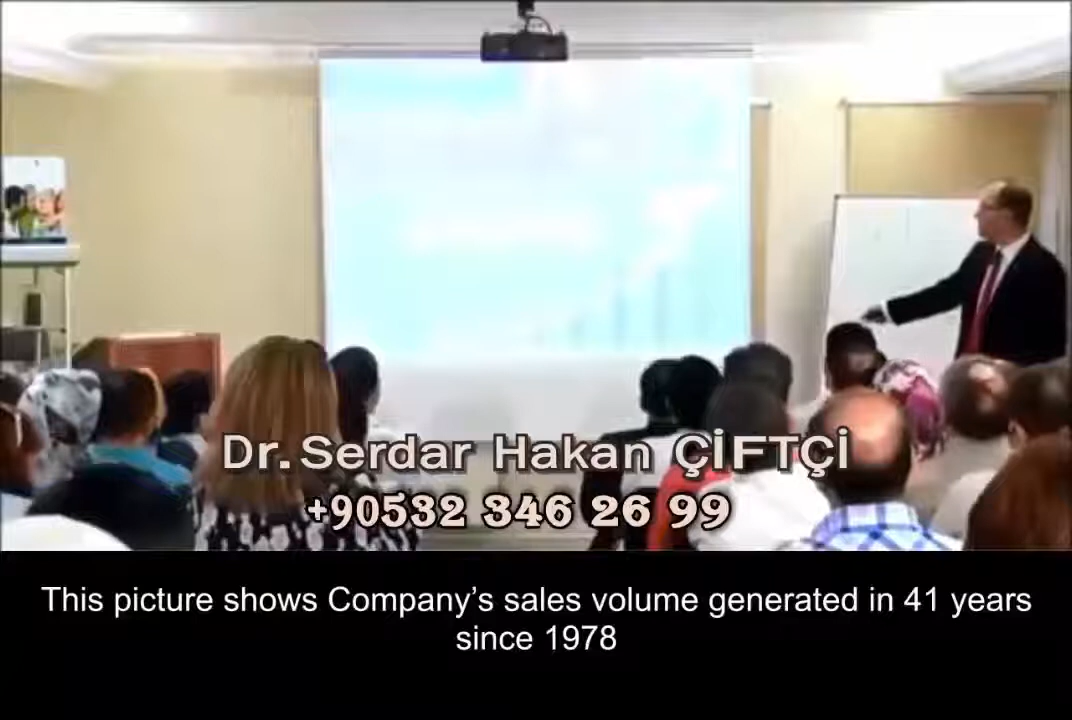 Dr. Serdar Hakan ÇİFTÇİ
+90532 346 26 99
This picture shows Company's sales volume generated in 41 years
since 1978